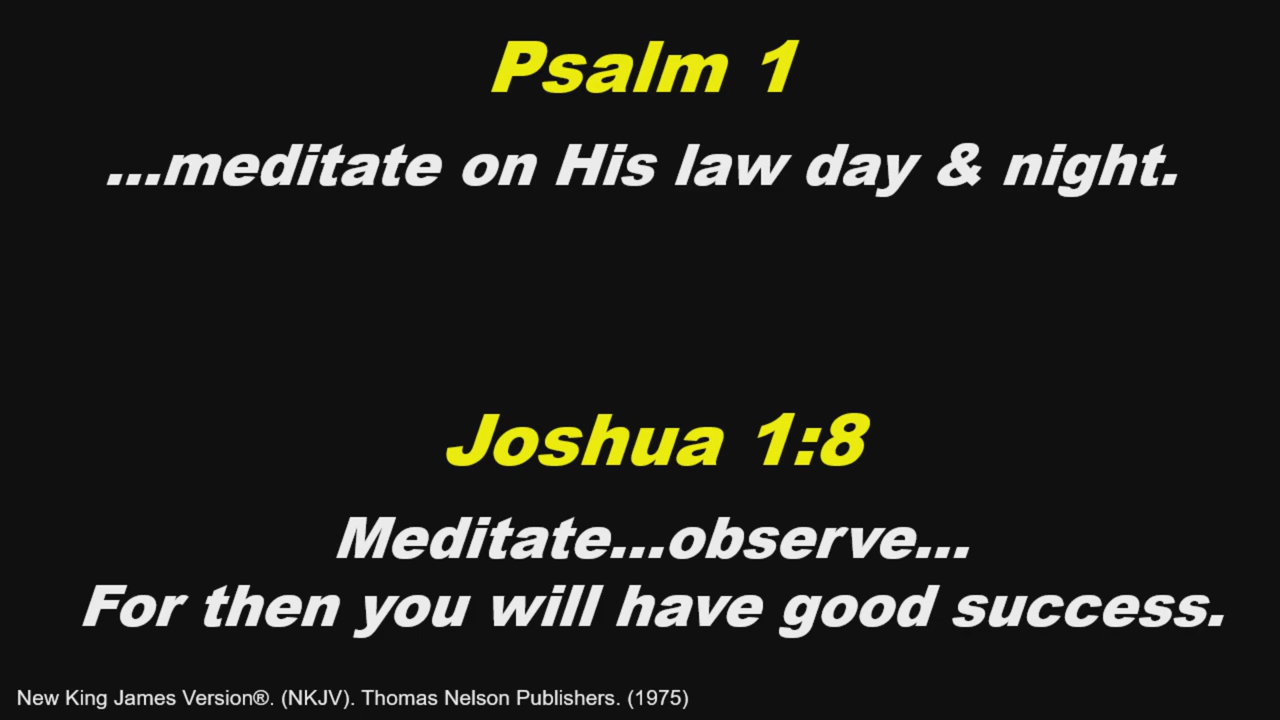 Psalm 1
...meditate on His law day & night.
Joshua 1:8
Meditate...observe...
For then you will have good success.
New King James Version®. (NKJV). Thomas Nelson Publishers. (1975)